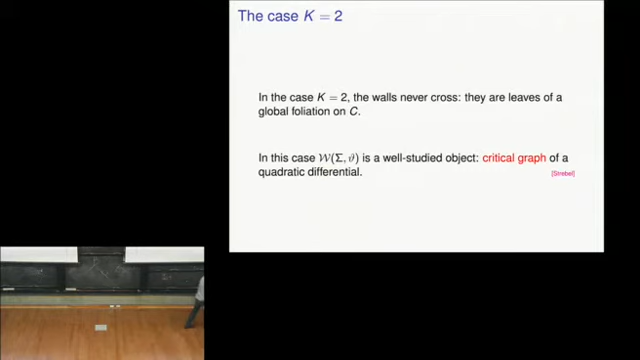 The case K = 2
In the case K = 2, the walls never cross: they are leaves of a
global foliation on C.
In this case 𝒲(Σ, ϑ) is a well-studied object: critical graph of a
quadratic differential.
[Strebel]